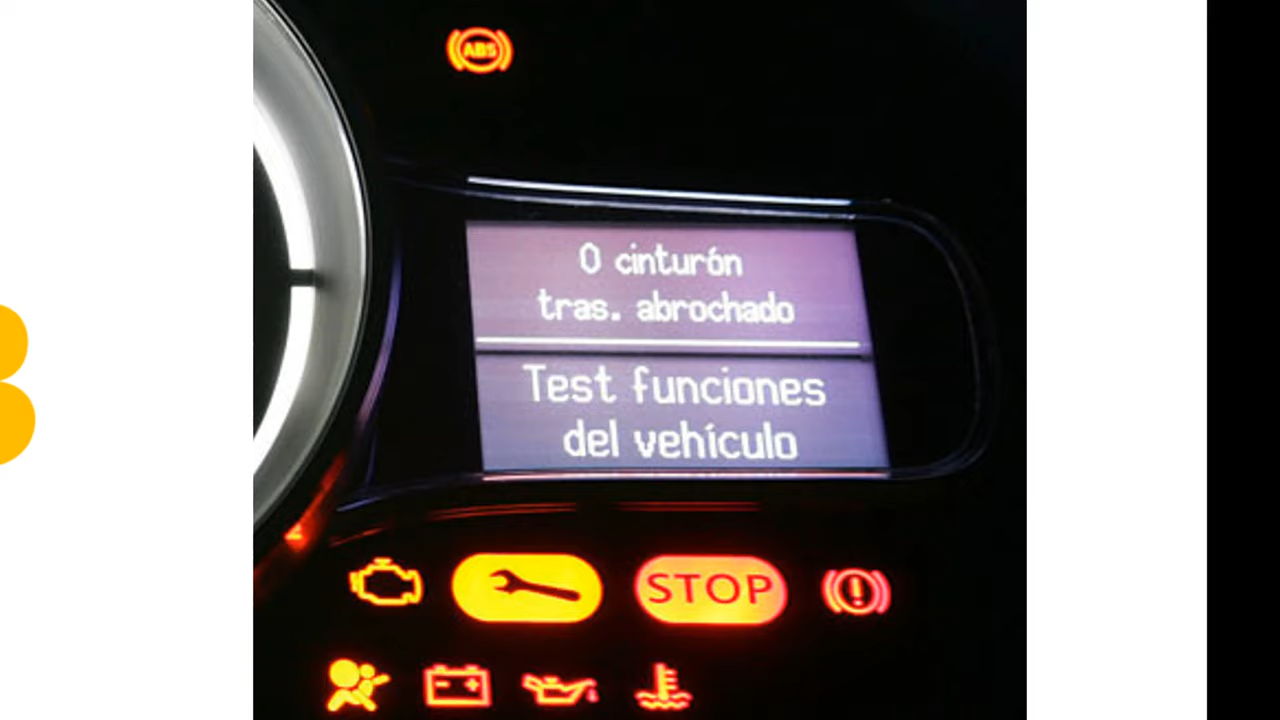 ABS
0 cinturón
tras. abrochado
Test funciones
del vehículo
STOP